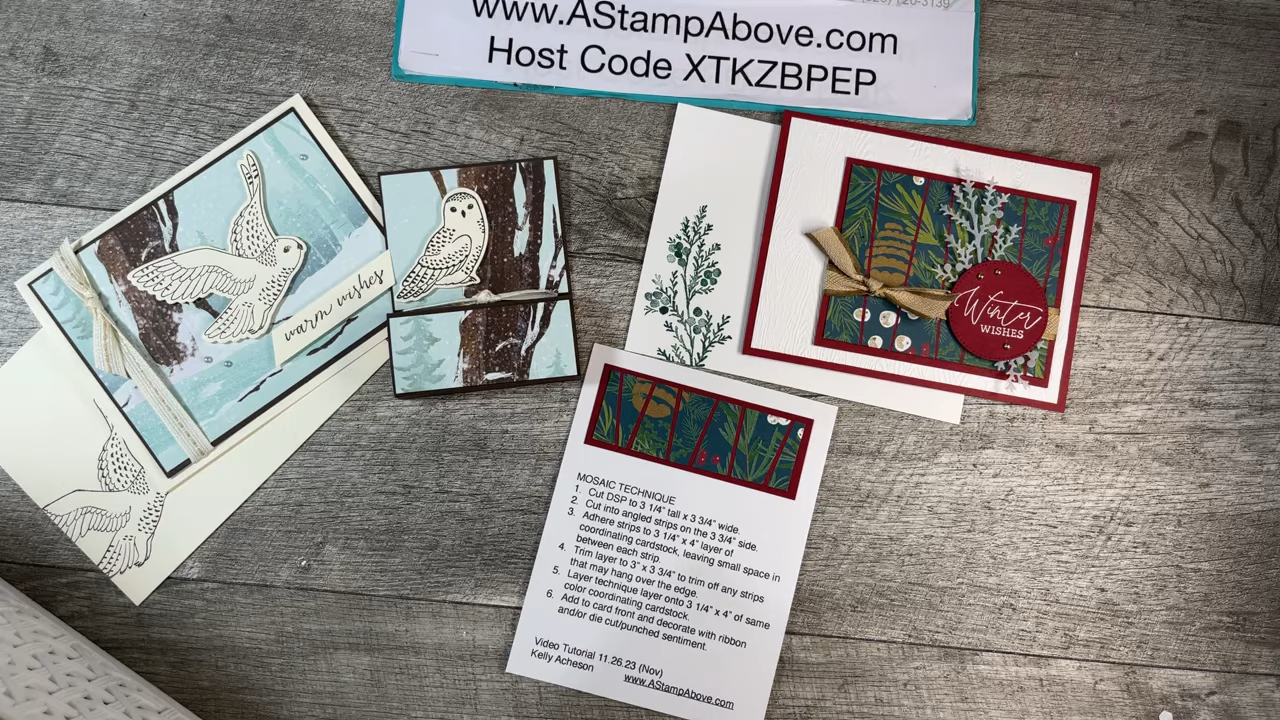 www.AStampAbove.com
Host Code XTKZBPEP
warm wishes
Winter
WISHES
MOSAIC TECHNIQUE
1. Cut DSP to 3 1/4" tall x 3 3/4" wide.
2. Cut into angled strips on the 3 3/4" side.
3. Adhere strips to 3 1/4" x 4" layer of
coordinating cardstock, leaving small space in
between each strip.
4. Trim layer to 3" x 3 3/4" to trim off any strips
that may hang over the edge.
5. Layer technique layer onto 3 1/4" x 4" of same
color coordinating cardstock.
6. Add to card front and decorate with ribbon
and/or die cut/punched sentiment.
Video Tutorial 11.26.23 (Nov)
Kelly Acheson
www.AStampAbove.com